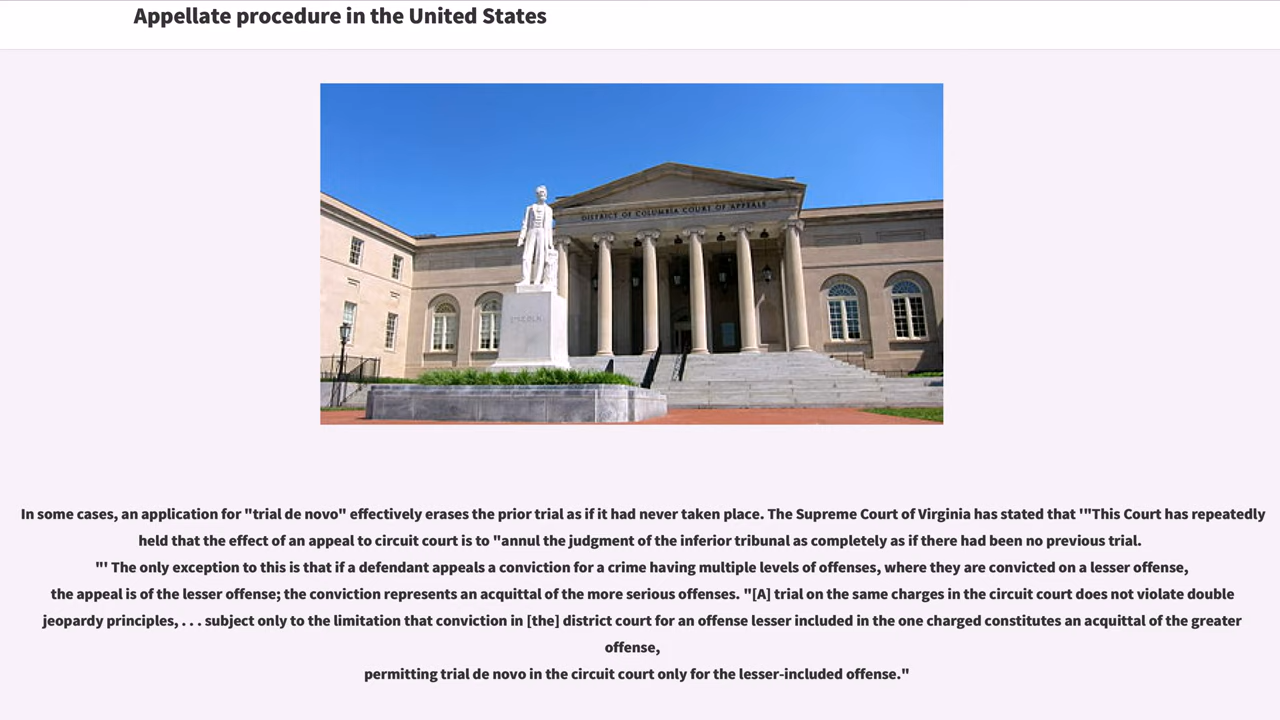 Appellate procedure in the United States
DISTRICT OF COLUMBIA COURT OF APPEALS
LINCOLN
In some cases, an application for "trial de novo" effectively erases the prior trial as if it had never taken place. The Supreme Court of Virginia has stated that '"This Court has repeatedly
held that the effect of an appeal to circuit court is to "annul the judgment of the inferior tribunal as completely as if there had been no previous trial.
"' The only exception to this is that if a defendant appeals a conviction for a crime having multiple levels of offenses, where they are convicted on a lesser offense,
the appeal is of the lesser offense; the conviction represents an acquittal of the more serious offenses. "[A] trial on the same charges in the circuit court does not violate double
jeopardy principles, . . . subject only to the limitation that conviction in [the] district court for an offense lesser included in the one charged constitutes an acquittal of the greater
offense,
permitting trial de novo in the circuit court only for the lesser-included offense."